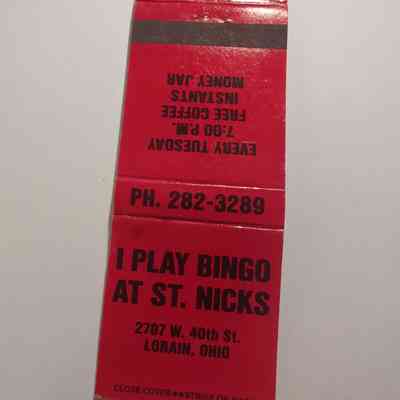 EVERY TUESDAY
7:00 P.M.
FREE COFFEE
INSTANTS
MONEY JAR
PH. 282-3289
I PLAY BINGO
AT ST. NICKS
2707 W. 40th St.
LORAIN, OHIO
CLOSE COVER